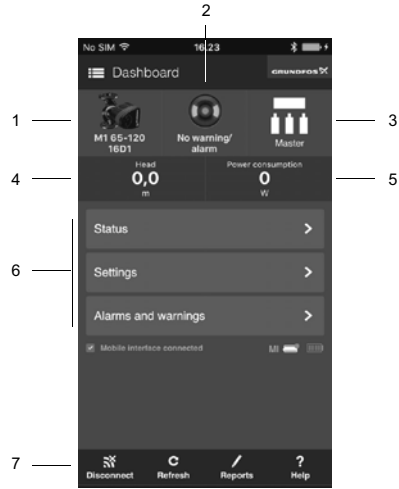 2
No SIM 16.23
Dashboard GRUNDFOS
1
M1 65-120
16D1
No warning/
alarm
Master
3
4
Head
0,0
m
Power consumption
0
W
5
6
Status
Settings
Alarms and warnings
Mobile interface connected MI
7
Disconnect Refresh Reports ? Help